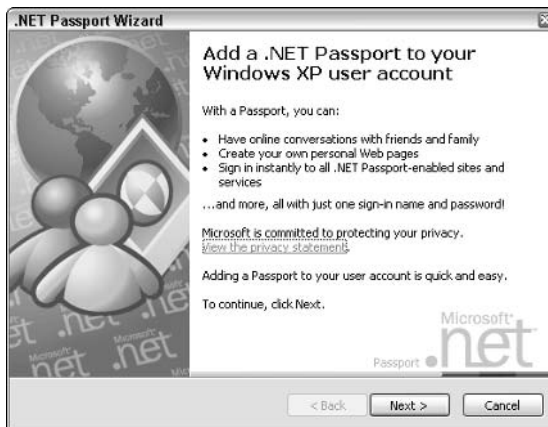 .NET Passport Wizard
Add a .NET Passport to your
Windows XP user account
With a Passport, you can:
• Have online conversations with friends and family
• Create your own personal Web pages
• Sign in instantly to all .NET Passport-enabled sites and
services
...and more, all with just one sign-in name and password!
Microsoft is committed to protecting your privacy.
View the privacy statement.
Adding a Passport to your user account is quick and easy.
To continue, click Next.
Microsoft
Passport .net
< Back
Next >
Cancel